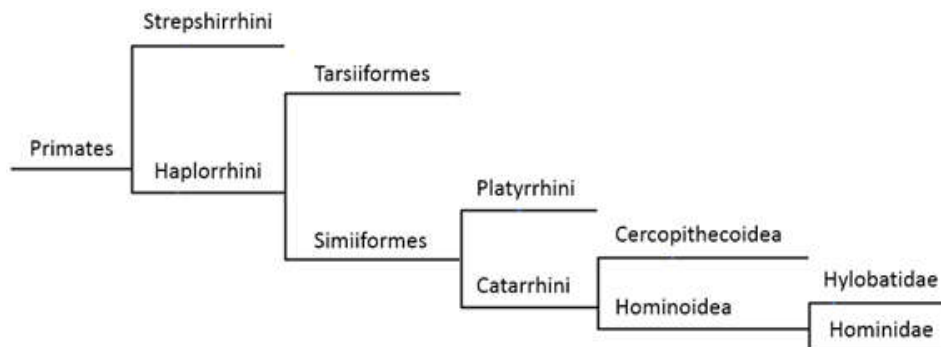 Strepshirrhini
Tarsiiformes
Primates
Haplorrhini
Platyrrhini
Simiiformes
Cercopithecoidea
Catarrhini
Hylobatidae
Hominoidea
Hominidae